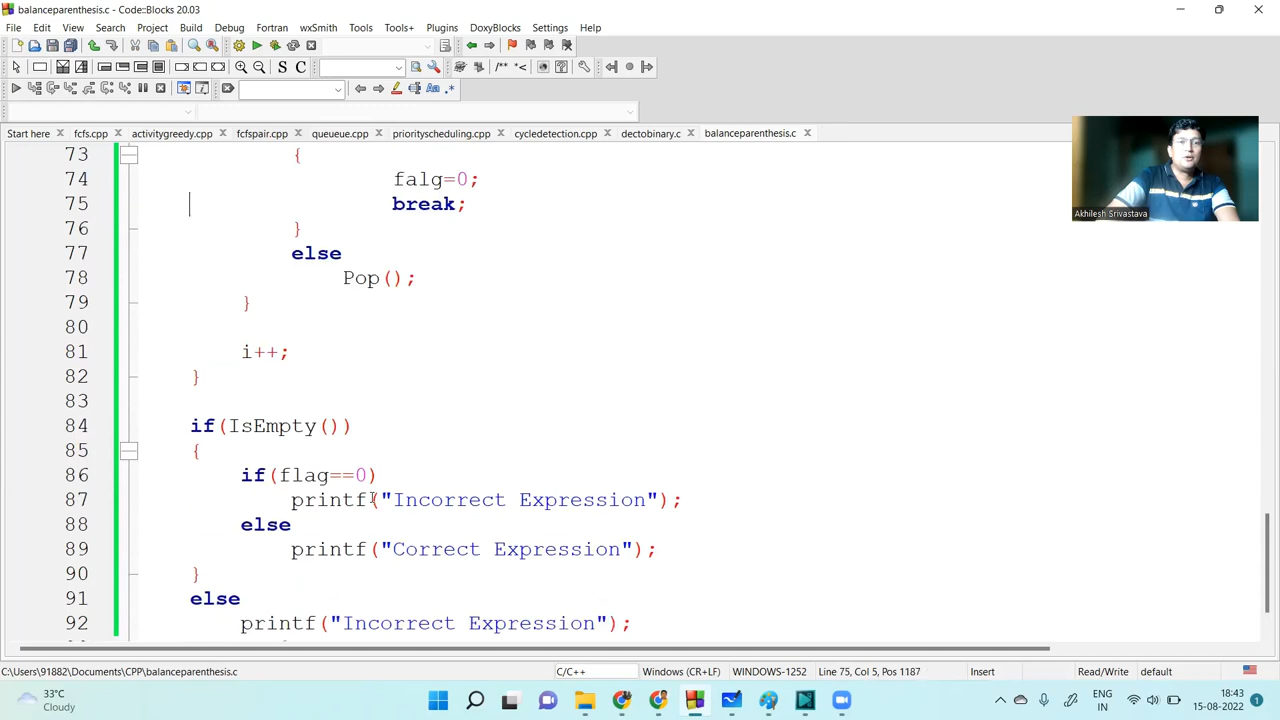 balanceparenthesis.c - Code::Blocks 20.03
File Edit View Search Project Build Debug Fortran wxSmith Tools Tools+ Plugins DoxyBlocks Settings Help
S C /** *<
Aa .*
Start here fcfs.cpp activitygreedy.cpp fcfspair.cpp queueue.cpp priorityscheduling.cpp cycledetection.cpp dectobinary.c balanceparenthesis.c
73 {
74 falg=0;
75 break;
76 }
77 else
78 Pop();
79 }
80
81 i++;
82 }
83
84 if(IsEmpty())
85 {
86 if(flag==0)
87 printf("Incorrect Expression");
88 else
89 printf("Correct Expression");
90 }
91 else
92 printf("Incorrect Expression");
Akhilesh Srivastava
C:\Users\91882\Documents\CPP\balanceparenthesis.c C/C++ Windows (CR+LF) WINDOWS-1252 Line 75, Col 5, Pos 1187 Insert Read/Write default
33°C
Cloudy
ENG
IN
18:43
15-08-2022
1